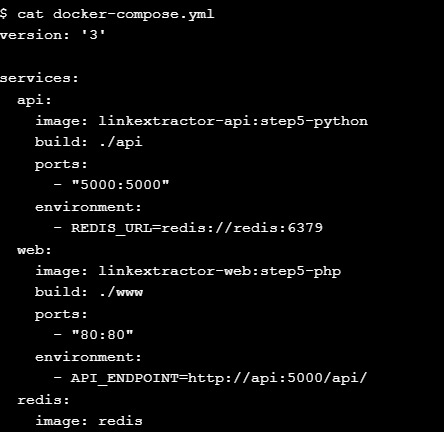 $ cat docker-compose.yml
version: '3'

services:
  api:
    image: linkextractor-api:step5-python
    build: ./api
    ports:
      - "5000:5000"
    environment:
      - REDIS_URL=redis://redis:6379
  web:
    image: linkextractor-web:step5-php
    build: ./www
    ports:
      - "80:80"
    environment:
      - API_ENDPOINT=http://api:5000/api/
  redis:
    image: redis